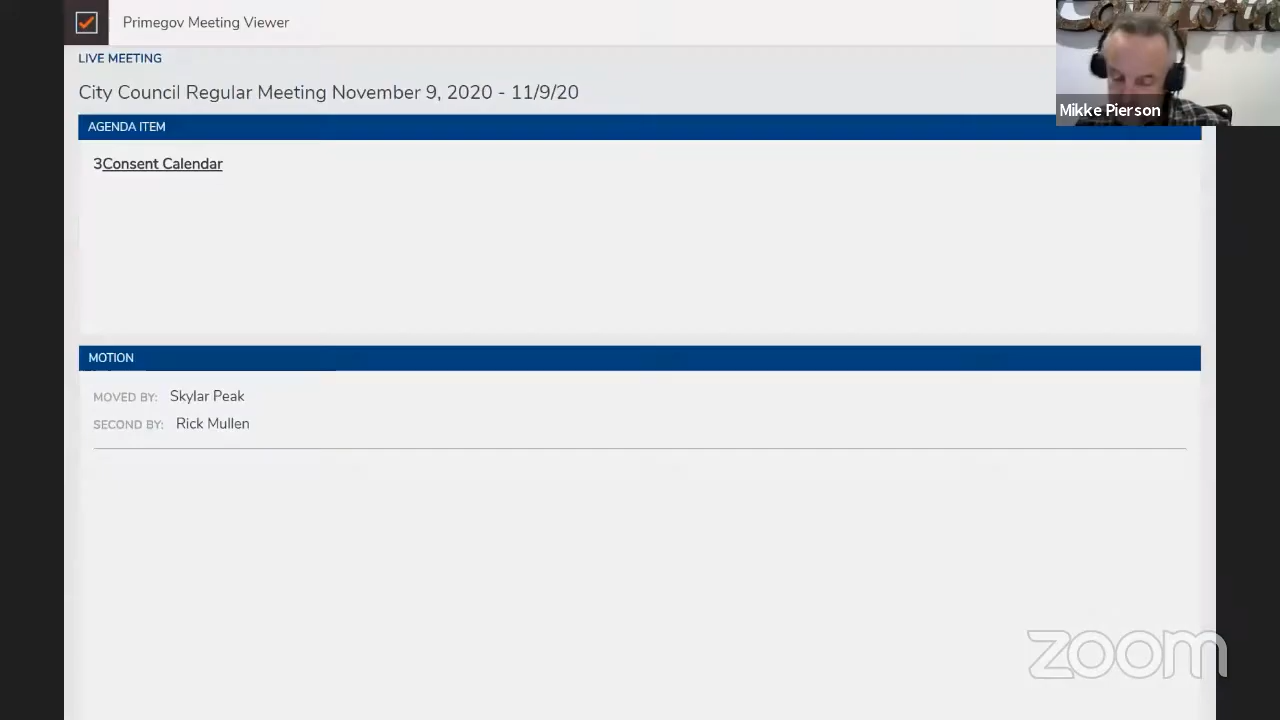 Primegov Meeting Viewer
LIVE MEETING
City Council Regular Meeting November 9, 2020 - 11/9/20
Mikke Pierson
AGENDA ITEM
3Consent Calendar
MOTION
MOVED BY: Skylar Peak
SECOND BY: Rick Mullen
zoom